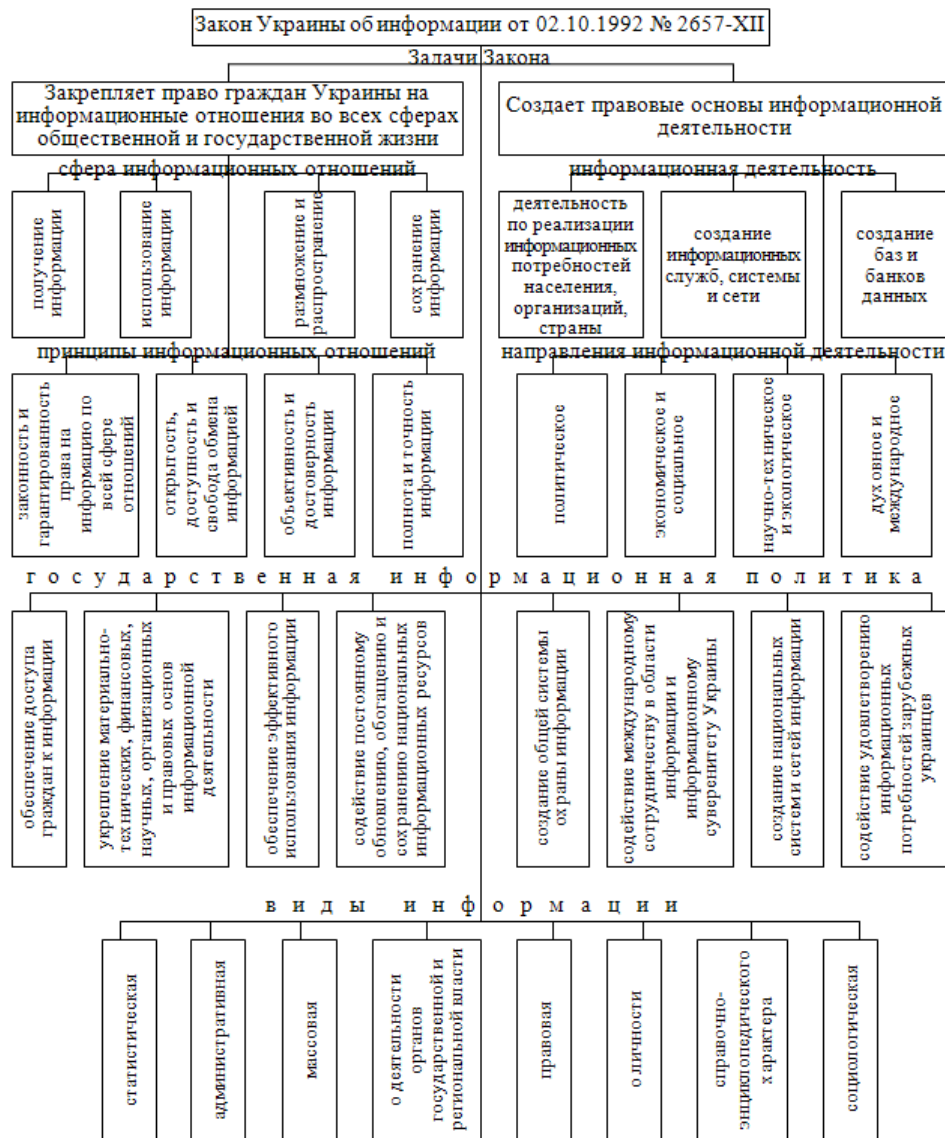 Закон Украины об информации от 02.10.1992 № 2657-XII
Задачи Закона
Закрепляет право граждан Украины на
информационные отношения во всех сферах
общественной и государственной жизни
Создает правовые основы информационной
деятельности
сфера информационных отношений
информационная деятельность
получение
информации
использование
информации
размножение и
распространение
сохранение
информации
деятельность
по реализации
информационных
потребностей
населения,
организаций,
страны
создание
информационных
служб, системы
и сети
создание
баз и
банков
данных
принципы информационных отношений
направления информационной деятельности
законность и
гарантированность
права на
информацию по
всей сфере
отношений
открытость,
доступность и
свобода обмена
информацией
объективность и
достоверность
информации
полнота и точность
информации
политическое
экономическое и
социальное
научно-техническое
и экологическое
духовное и
международное
государственная информационная политика
обеспечение доступа
граждан к информации
укрепление материально-
технических, финансовых,
научных, организационных
и правовых основ
информационной
деятельности
обеспечение эффективного
использования информации
содействие постоянному
обновлению, обогащению и
сохранению национальных
информационных ресурсов
создание общей системы
охраны информации
содействие международному
сотрудничеству в области
информации и
информационному
суверенитету Украины
создание национальных
систем и сетей информации
содействие удовлетворению
информационных
потребностей зарубежных
украинцев
виды информации
статистическая
административная
массовая
о деятельности
органов
государственной и
региональной власти
правовая
о личности
справочно-
энциклопедического
характера
социологическая